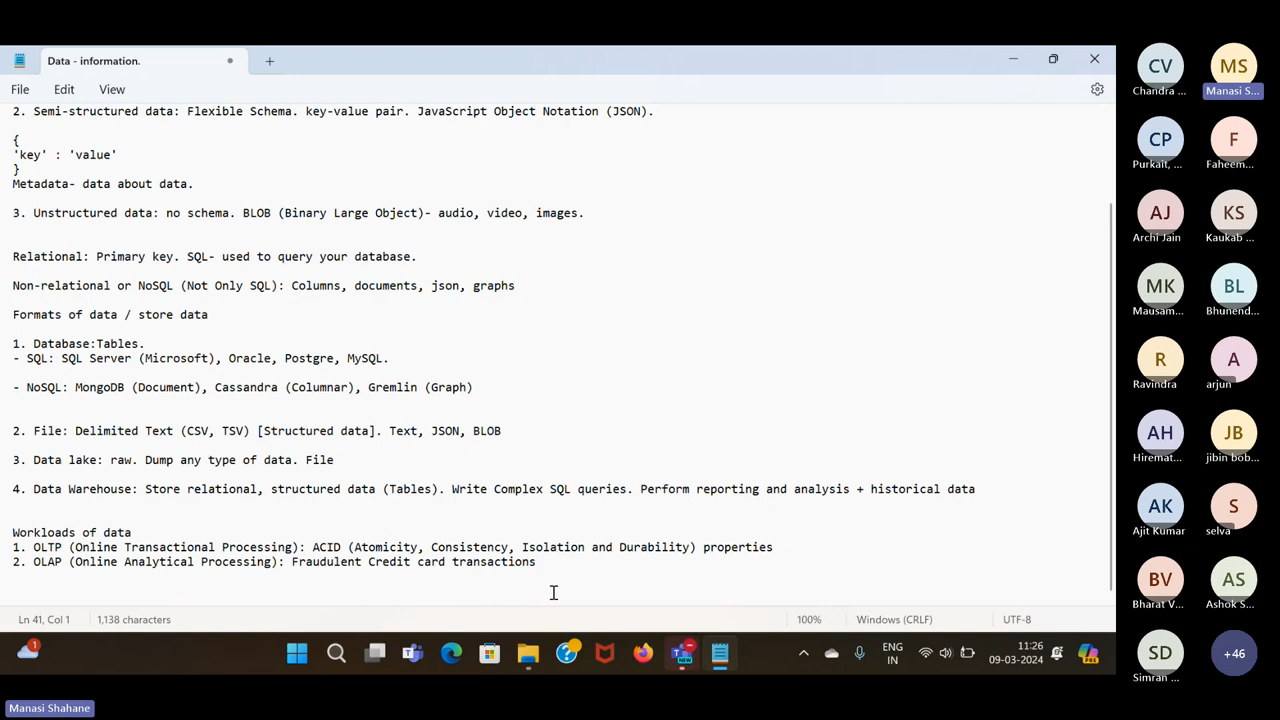 Data - information.
File Edit View
2. Semi-structured data: Flexible Schema. key-value pair. JavaScript Object Notation (JSON).
{
'key' : 'value'
}
Metadata- data about data.
3. Unstructured data: no schema. BLOB (Binary Large Object)- audio, video, images.
Relational: Primary key. SQL- used to query your database.
Non-relational or NoSQL (Not Only SQL): Columns, documents, json, graphs
Formats of data / store data
1. Database:Tables.
- SQL: SQL Server (Microsoft), Oracle, Postgre, MySQL.
- NoSQL: MongoDB (Document), Cassandra (Columnar), Gremlin (Graph)
2. File: Delimited Text (CSV, TSV) [Structured data]. Text, JSON, BLOB
3. Data lake: raw. Dump any type of data. File
4. Data Warehouse: Store relational, structured data (Tables). Write Complex SQL queries. Perform reporting and analysis + historical data
Workloads of data
1. OLTP (Online Transactional Processing): ACID (Atomicity, Consistency, Isolation and Durability) properties
2. OLAP (Online Analytical Processing): Fraudulent Credit card transactions
Ln 41, Col 1 1,138 characters 100% Windows (CRLF) UTF-8
1
NEW
ENG
IN
11:26
09-03-2024
PRE
Manasi Shahane
CV MS
Chandra ... Manasi S...
CP F
Purkait, ... Faheem...
AJ KS
Archi Jain Kaukab ...
MK BL
Mausam... Bhunend...
R A
Ravindra arjun
AH JB
Hiremat... jibin bob...
AK S
Ajit Kumar selva
BV AS
Bharat V... Ashok S...
SD +46
Simran ...